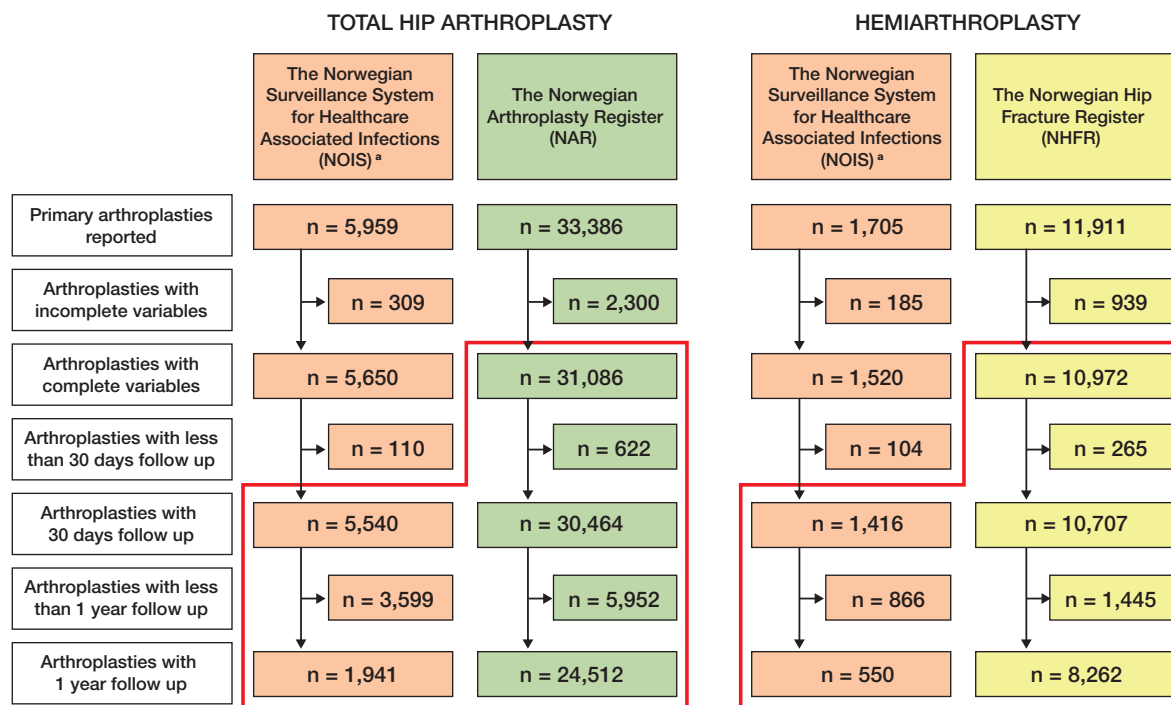 TOTAL HIP ARTHROPLASTY
HEMIARTHROPLASTY
The Norwegian
Surveillance System
for Healthcare
Associated Infections
(NOIS) ᵃ
The Norwegian
Arthroplasty Register
(NAR)
The Norwegian
Surveillance System
for Healthcare
Associated Infections
(NOIS) ᵃ
The Norwegian Hip
Fracture Register
(NHFR)
Primary arthroplasties
reported
n = 5,959
n = 33,386
n = 1,705
n = 11,911
Arthroplasties with
incomplete variables
n = 309
n = 2,300
n = 185
n = 939
Arthroplasties with
complete variables
n = 5,650
n = 31,086
n = 1,520
n = 10,972
Arthroplasties with less
than 30 days follow up
n = 110
n = 622
n = 104
n = 265
Arthroplasties with
30 days follow up
n = 5,540
n = 30,464
n = 1,416
n = 10,707
Arthroplasties with less
than 1 year follow up
n = 3,599
n = 5,952
n = 866
n = 1,445
Arthroplasties with
1 year follow up
n = 1,941
n = 24,512
n = 550
n = 8,262